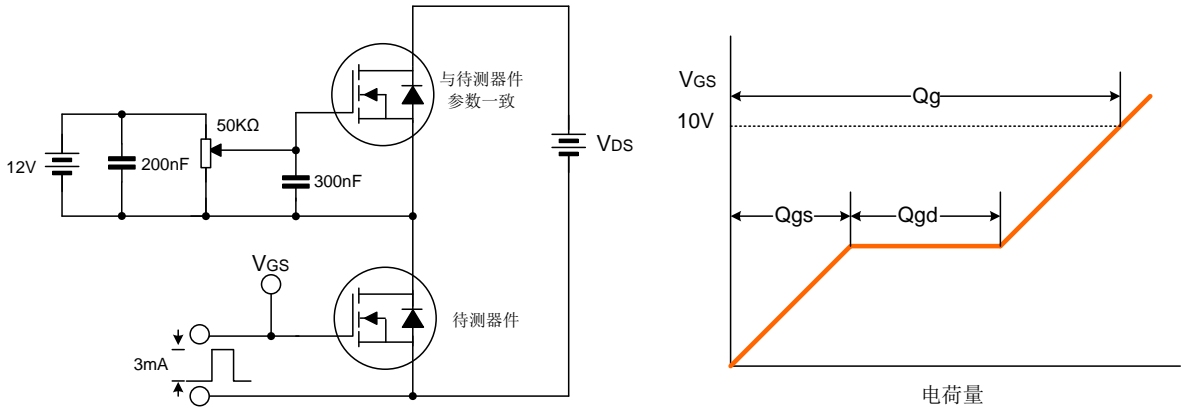 与待测器件
参数一致
50KΩ
12V
200nF
300nF
VDS
VGS
待测器件
3mA
VGS
Qg
10V
Qgs
Qgd
电荷量